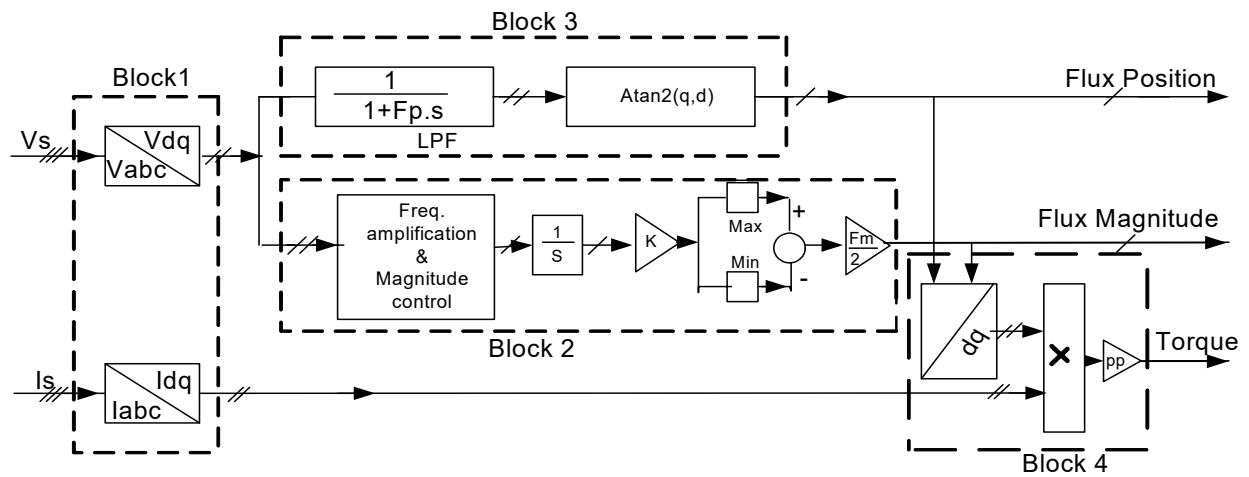 Block 3
Block1
1
1+Fp.s
LPF
Atan2(q,d)
Flux Position
Vs
Vdq
Vabc
Freq.
amplification
&
Magnitude
control
1
S
K
Max
Min
+
-
Fm
2
Flux Magnitude
Block 2
dq
×
pp
Torque
Is
Idq
Iabc
Block 4